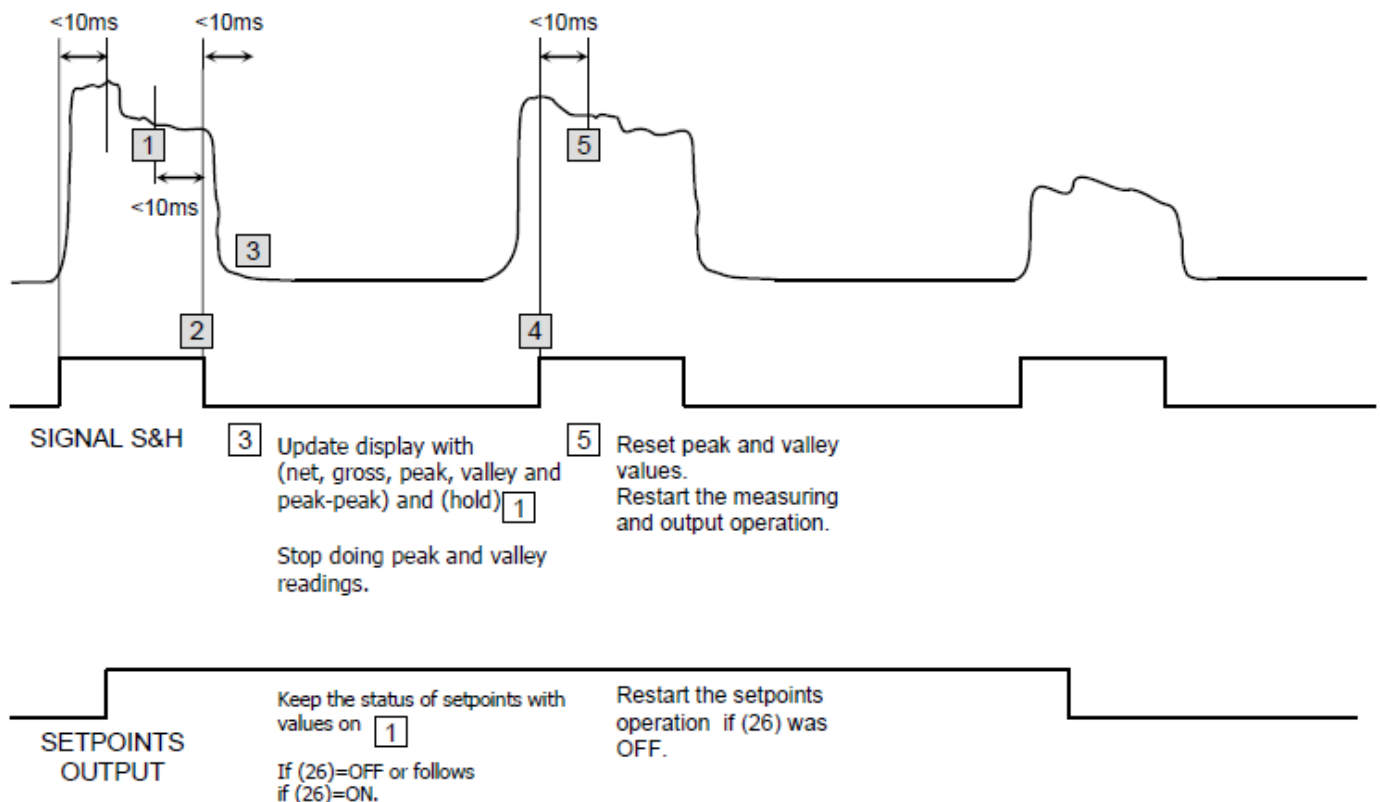 <10ms
<10ms
<10ms
1
5
<10ms
3
2
4
SIGNAL S&H
3
Update display with
(net, gross, peak, valley and
peak-peak) and (hold) 1
Stop doing peak and valley
readings.
5
Reset peak and valley
values.
Restart the measuring
and output operation.
SETPOINTS
OUTPUT
Keep the status of setpoints with
values on 1
If (26)=OFF or follows
if (26)=ON.
Restart the setpoints
operation if (26) was
OFF.